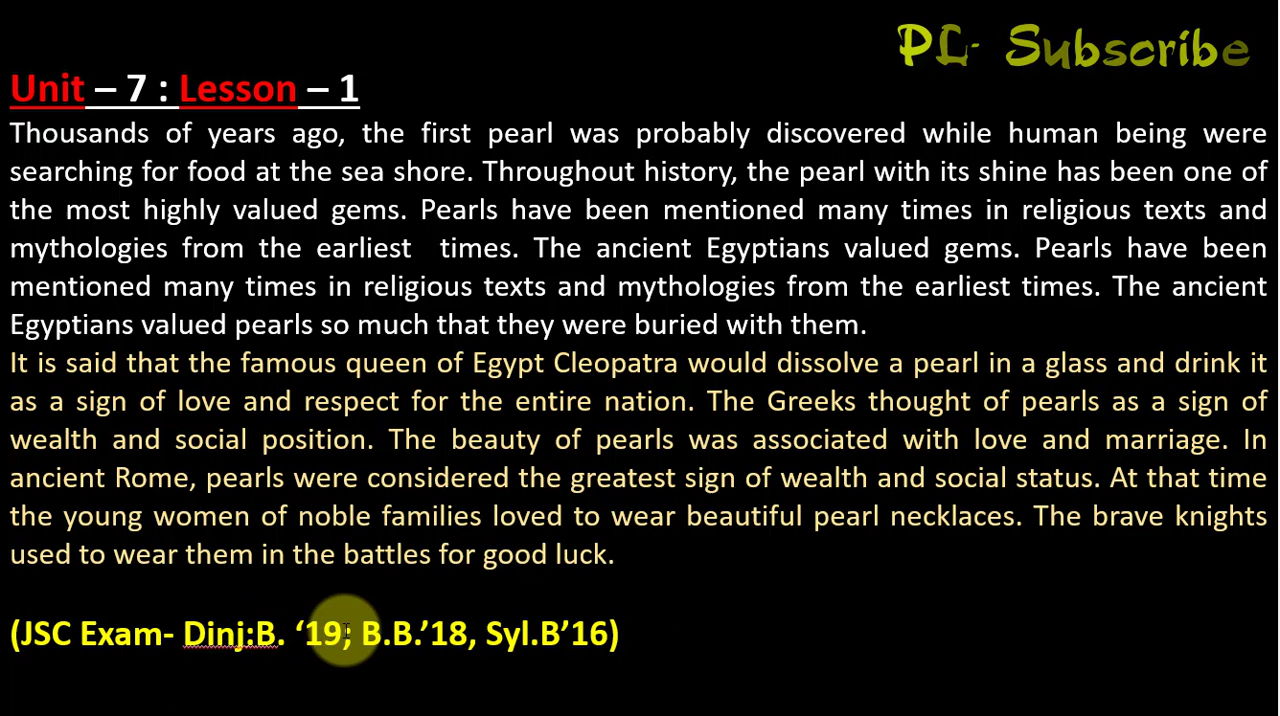 PL- Subscribe
Unit – 7 : Lesson – 1
Thousands of years ago, the first pearl was probably discovered while human being were
searching for food at the sea shore. Throughout history, the pearl with its shine has been one of
the most highly valued gems. Pearls have been mentioned many times in religious texts and
mythologies from the earliest times. The ancient Egyptians valued gems. Pearls have been
mentioned many times in religious texts and mythologies from the earliest times. The ancient
Egyptians valued pearls so much that they were buried with them.
It is said that the famous queen of Egypt Cleopatra would dissolve a pearl in a glass and drink it
as a sign of love and respect for the entire nation. The Greeks thought of pearls as a sign of
wealth and social position. The beauty of pearls was associated with love and marriage. In
ancient Rome, pearls were considered the greatest sign of wealth and social status. At that time
the young women of noble families loved to wear beautiful pearl necklaces. The brave knights
used to wear them in the battles for good luck.
(JSC Exam- Dinj:B. ‘19; B.B.’18, Syl.B’16)